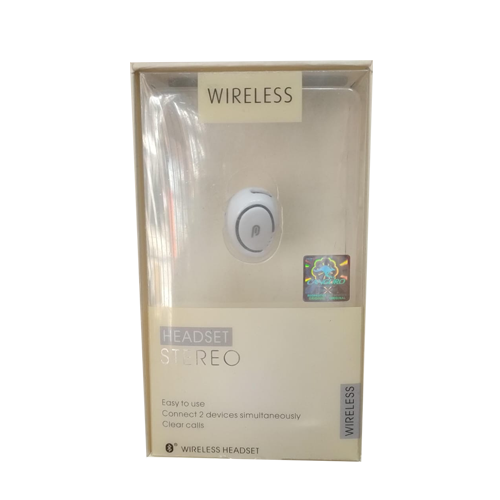 WIRELESS
HEADSET
STEREO
Easy to use
Connect 2 devices simultaneously
Clear calls
WIRELESS HEADSET
WIRELESS